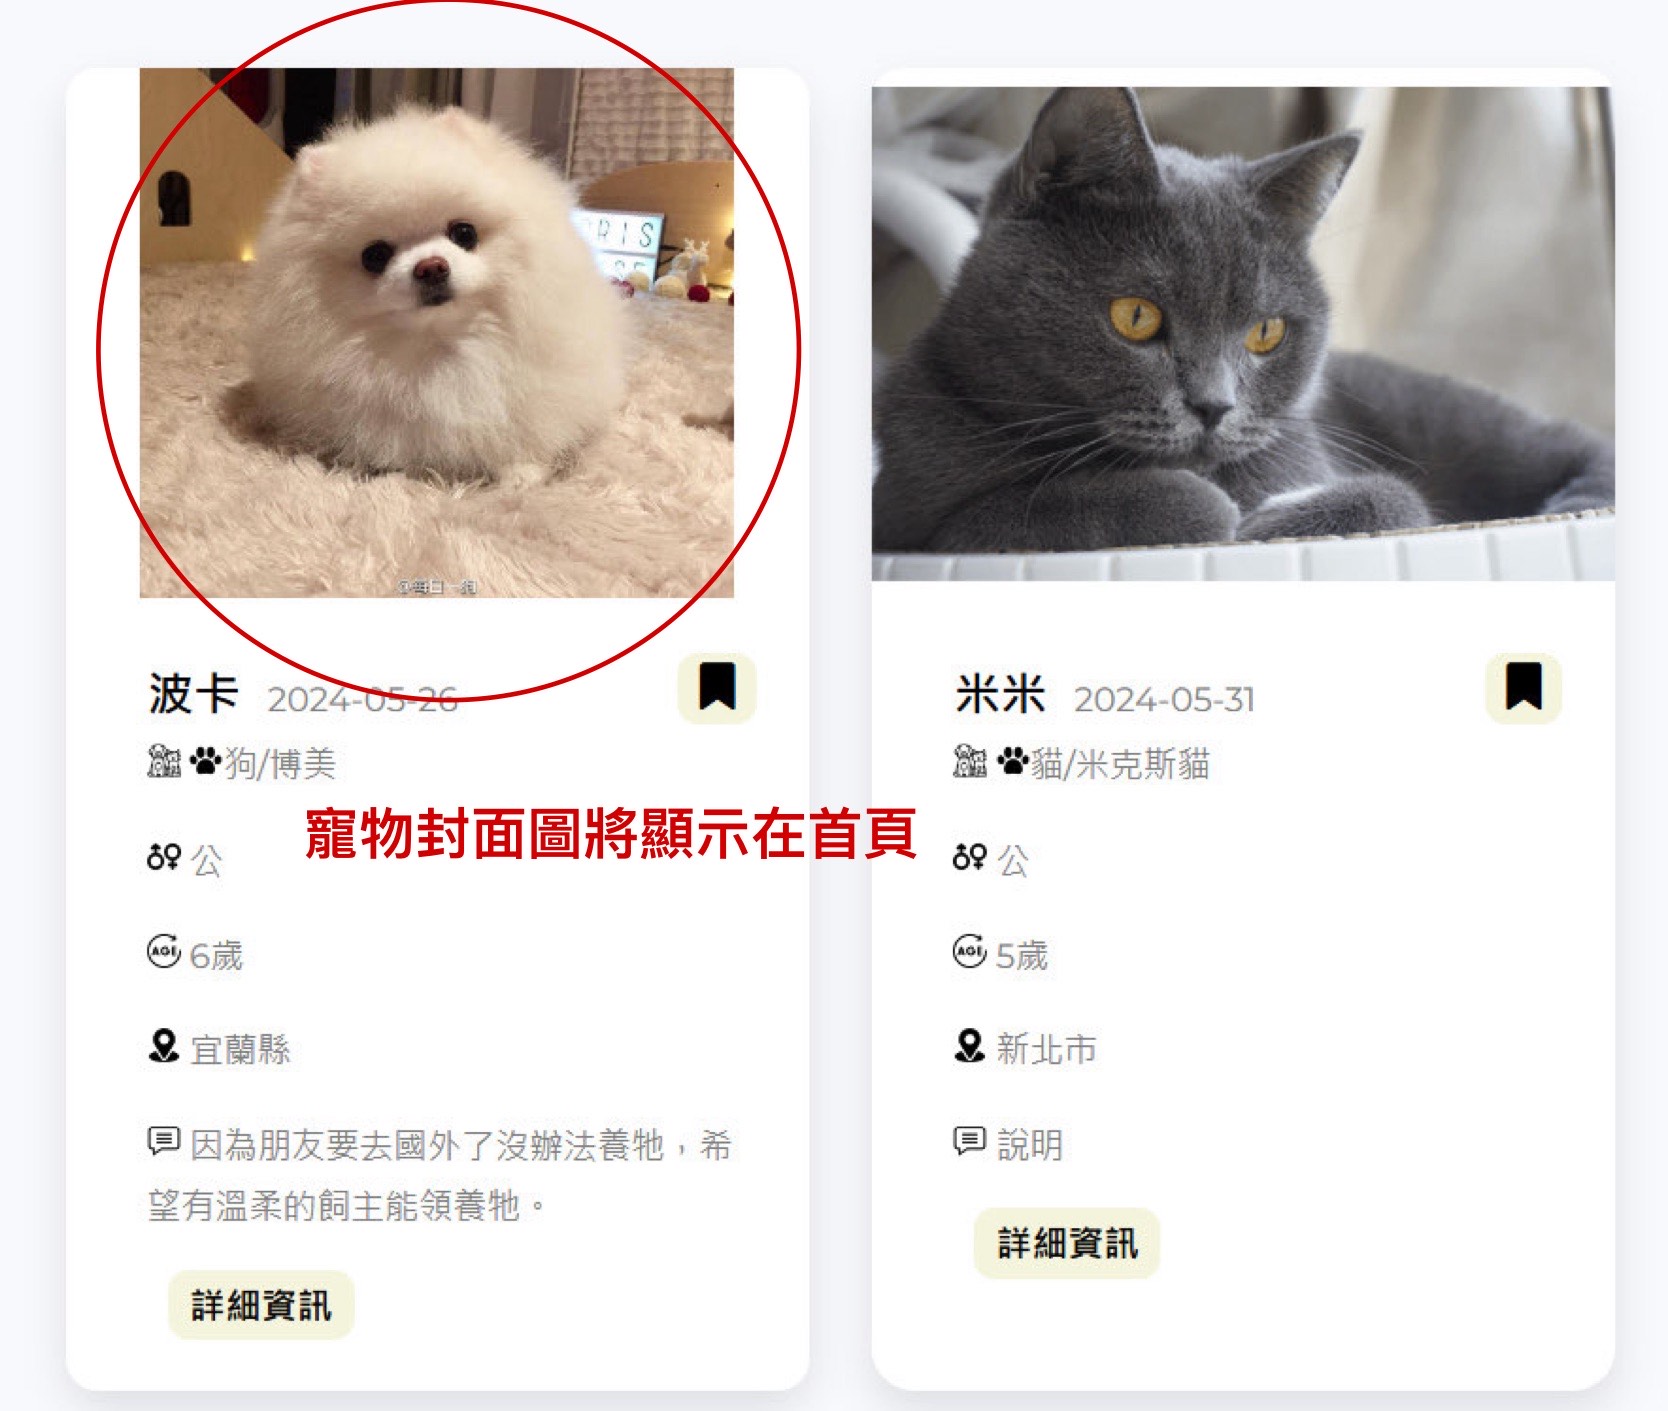 RIS
@每日一狗
波卡 2024-05-26
狗/博美
公
AGE 6歲
宜蘭縣
因為朋友要去國外了沒辦法養牠，希
望有溫柔的飼主能領養牠。
詳細資訊
寵物封面圖將顯示在首頁
米米 2024-05-31
貓/米克斯貓
公
AGE 5歲
新北市
說明
詳細資訊